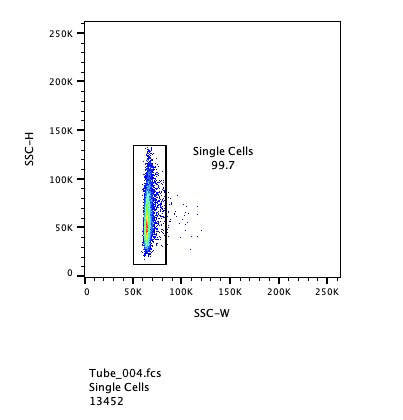 250K
200K
150K
100K
50K
0
SSC-H
Single Cells
99.7
0 50K 100K 150K 200K 250K
SSC-W
Tube_004.fcs
Single Cells
13452